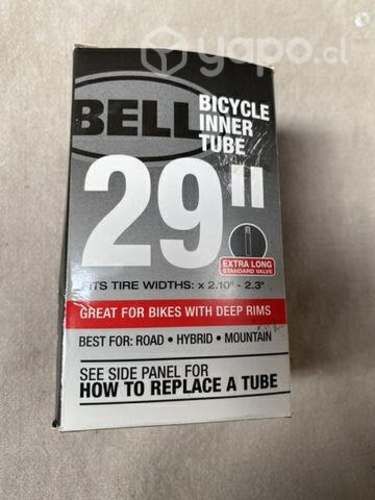 yapo.cl
BELL
BICYCLE
INNER
TUBE
29"
EXTRA LONG
STANDARD VALVE
FITS TIRE WIDTHS: x 2.10" - 2.3"
GREAT FOR BIKES WITH DEEP RIMS
BEST FOR: ROAD • HYBRID • MOUNTAIN
SEE SIDE PANEL FOR
HOW TO REPLACE A TUBE